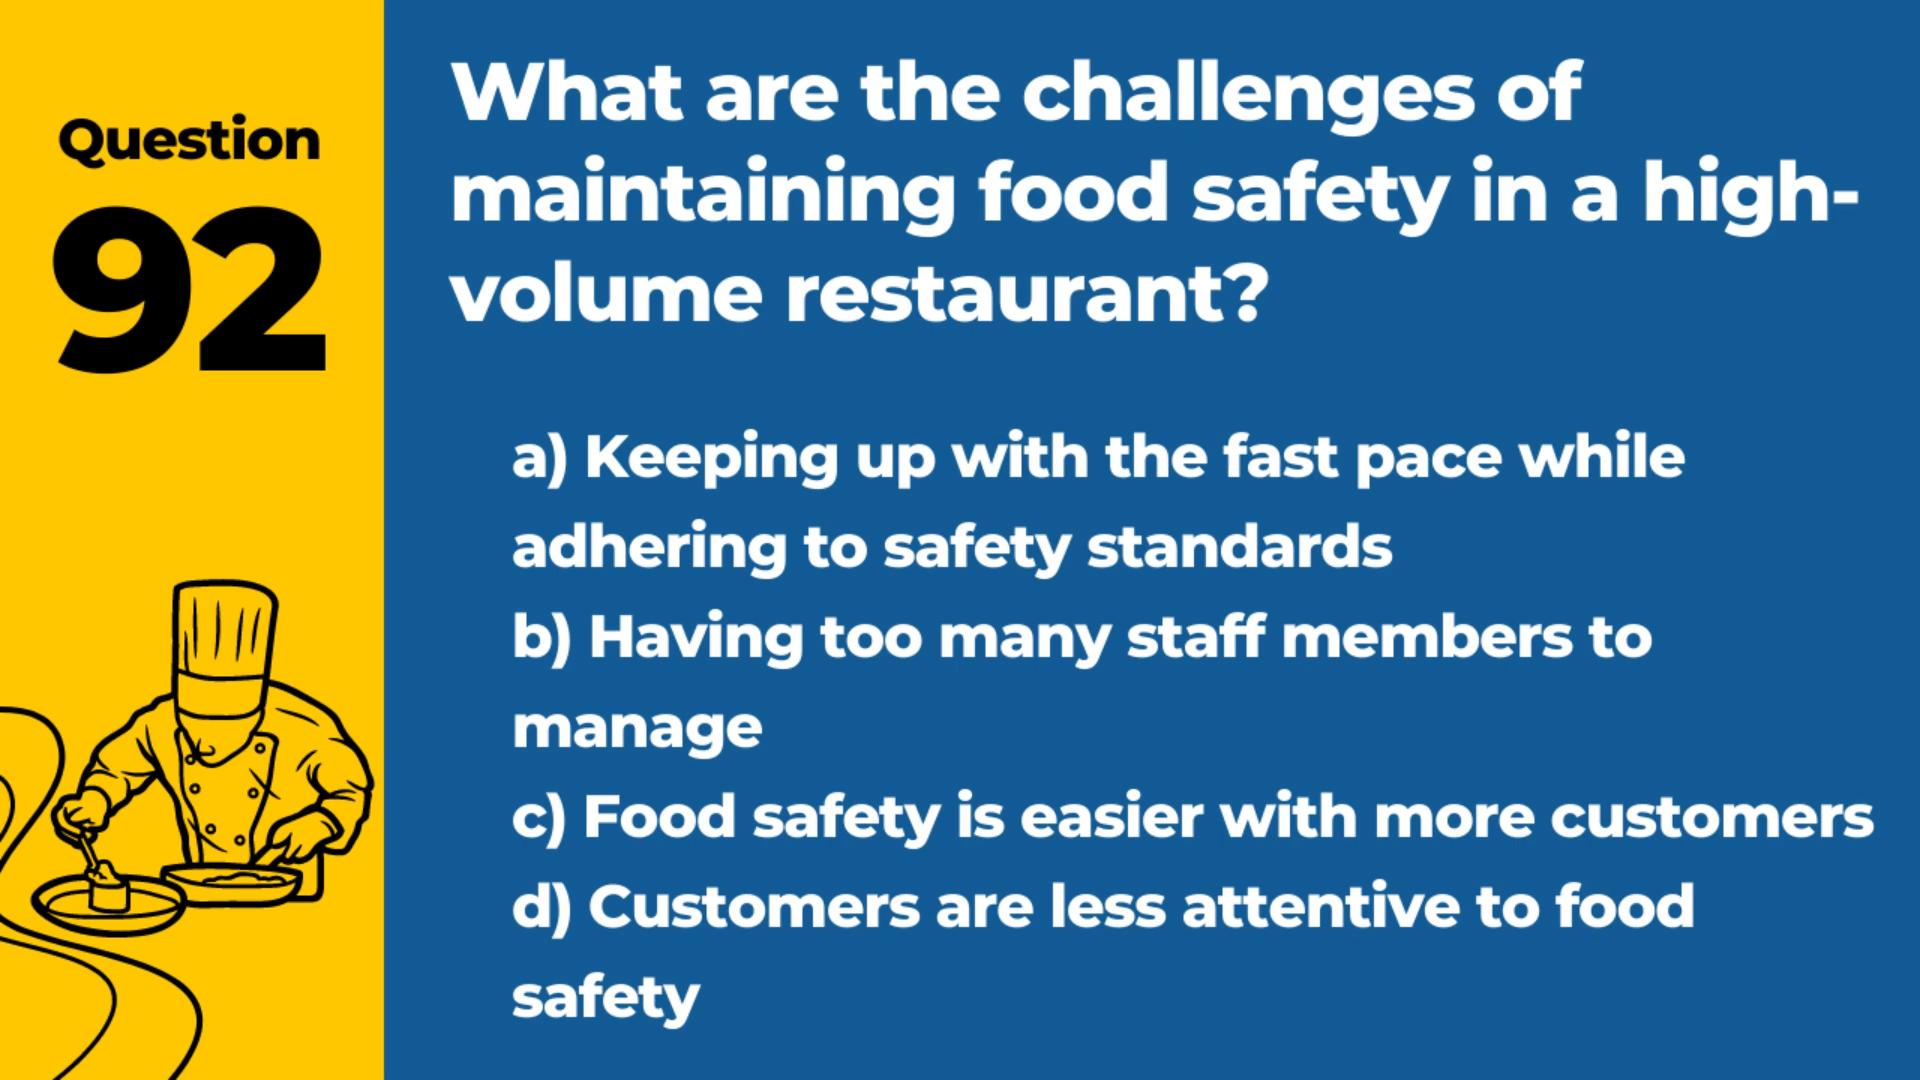 Question
92
What are the challenges of
maintaining food safety in a high-
volume restaurant?
a) Keeping up with the fast pace while
adhering to safety standards
b) Having too many staff members to
manage
c) Food safety is easier with more customers
d) Customers are less attentive to food
safety